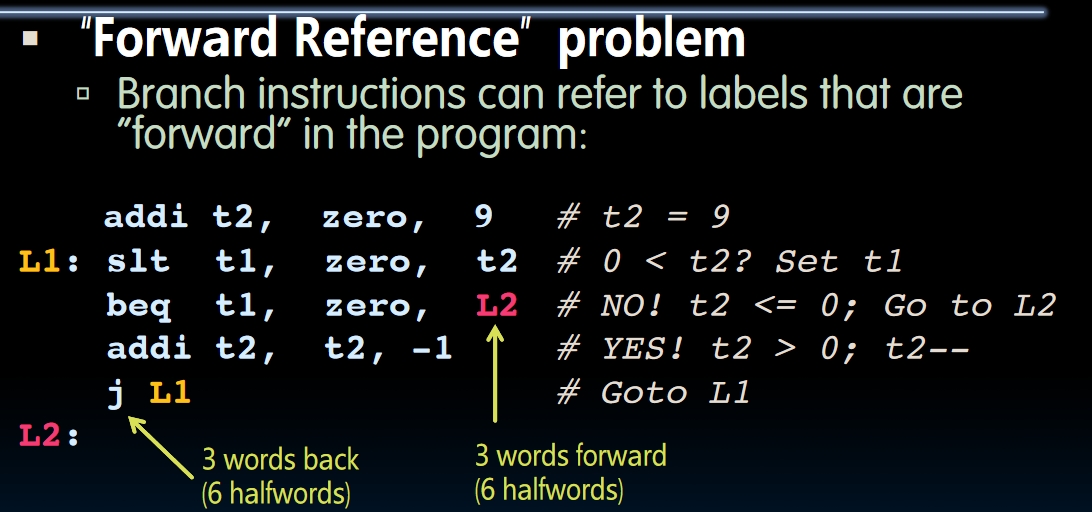 "Forward Reference" problem
Branch instructions can refer to labels that are
"forward" in the program:
addi t2, zero, 9 # t2 = 9
L1: slt t1, zero, t2 # 0 < t2? Set t1
beq t1, zero, L2 # NO! t2 <= 0; Go to L2
addi t2, t2, -1 # YES! t2 > 0; t2--
j L1 # Goto L1
L2:
3 words back
(6 halfwords)
3 words forward
(6 halfwords)